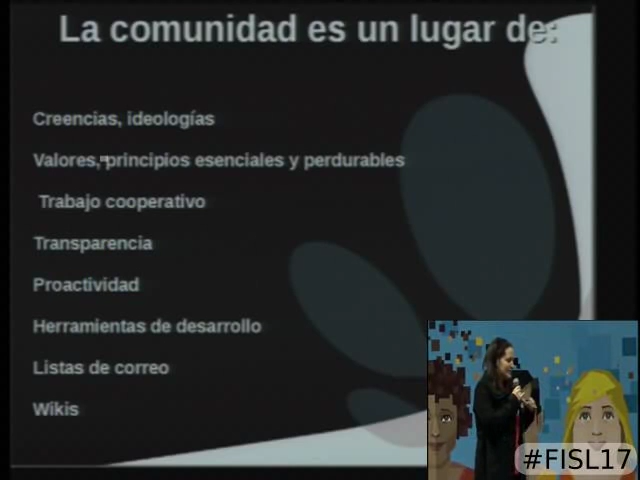 La comunidad es un lugar de:
Creencias, ideologías
Valores, principios esenciales y perdurables
Trabajo cooperativo
Transparencia
Proactividad
Herramientas de desarrollo
Listas de correo
Wikis
#FISL17